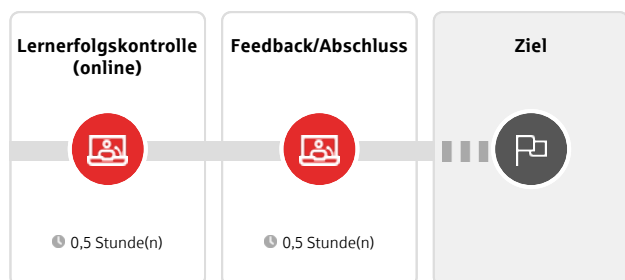 Lernerfolgskontrolle
(online)
Feedback/Abschluss
Ziel
0,5 Stunde(n)
0,5 Stunde(n)